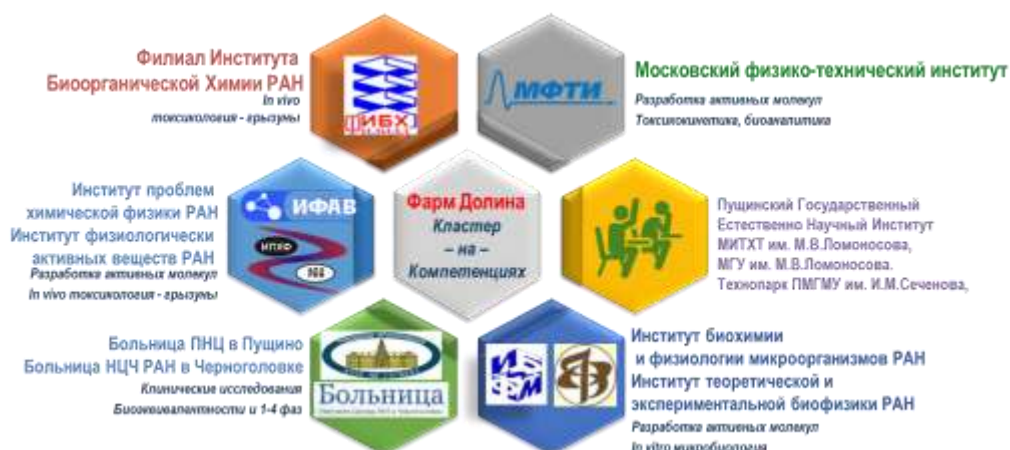 Филиал Института
Биоорганической Химии РАН
In vivo
токсикология - грызуны
ИБХ
МФТИ
Московский физико-технический институт
Разработка активных молекул
Токсикокинетика, биоаналитика
Институт проблем
химической физики РАН
Институт физиологически
активных веществ РАН
Разработка активных молекул
In vivo токсикология - грызуны
ИФАВ
ИПХФ
Фарм Долина
Кластер
– на –
Компетенциях
Пущинский Государственный
Естественно Научный Институт
МИТХТ им. М.В.Ломоносова,
МГУ им. М.В.Ломоносова.
Технопарк ПМГМУ им. И.М.Сеченова,
Больница ПНЦ в Пущино
Больница НЦЧ РАН в Черноголовке
Клинические исследования
Биоэквивалентности и 1-4 фаз
Больница
ИБФМ
Институт биохимии
и физиологии микроорганизмов РАН
Институт теоретической и
экспериментальной биофизики РАН
Разработка активных молекул
In vitro микробиология